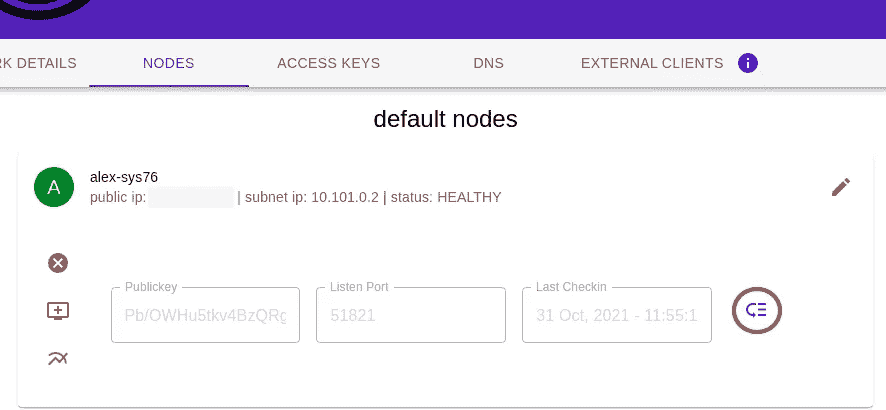 RK DETAILS NODES ACCESS KEYS DNS EXTERNAL CLIENTS i
default nodes
A
alex-sys76
public ip: | subnet ip: 10.101.0.2 | status: HEALTHY
Publickey Listen Port Last Checkin
Pb/OWHu5tkv4BzQRg 51821 31 Oct, 2021 - 11:55:1